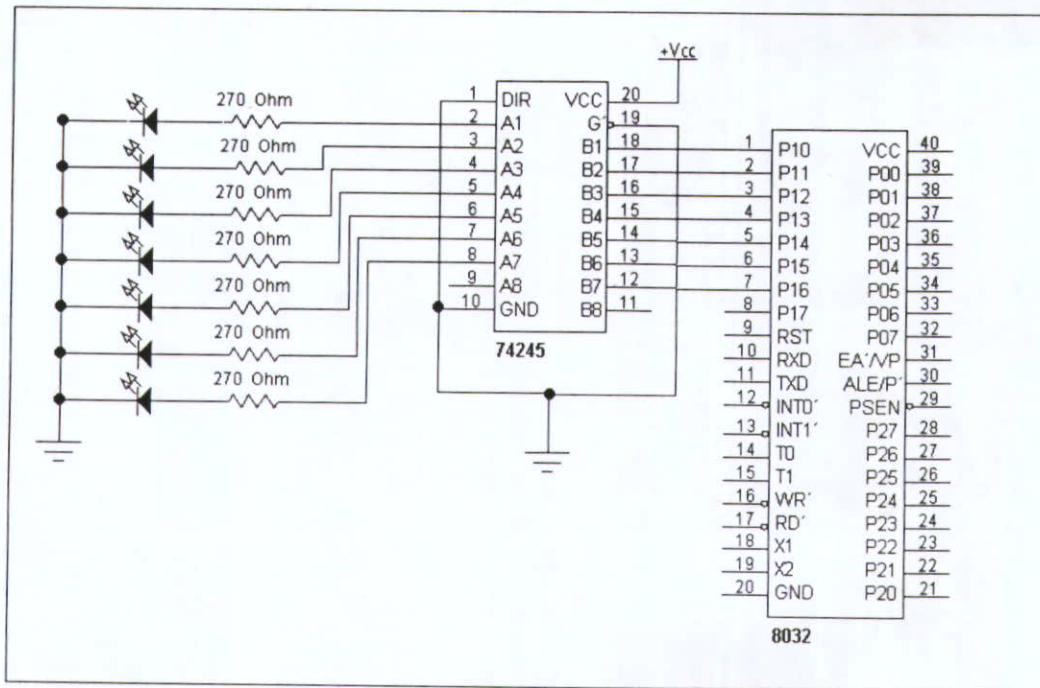 +Vcc
270 Ohm
270 Ohm
270 Ohm
270 Ohm
270 Ohm
270 Ohm
270 Ohm
1 DIR VCC 20
2 A1 G' 19
3 A2 B1 18
4 A3 B2 17
5 A4 B3 16
6 A5 B4 15
7 A6 B5 14
8 A7 B6 13
9 A8 B7 12
10 GND B8 11
74245
1 P10 VCC 40
2 P11 P00 39
3 P12 P01 38
4 P13 P02 37
5 P14 P03 36
6 P15 P04 35
7 P16 P05 34
8 P17 P06 33
9 RST P07 32
10 RXD EA'/VP 31
11 TXD ALE/P' 30
12 INT0' PSEN 29
13 INT1' P27 28
14 T0 P26 27
15 T1 P25 26
16 WR' P24 25
17 RD' P23 24
18 X1 P22 23
19 X2 P21 22
20 GND P20 21
8032